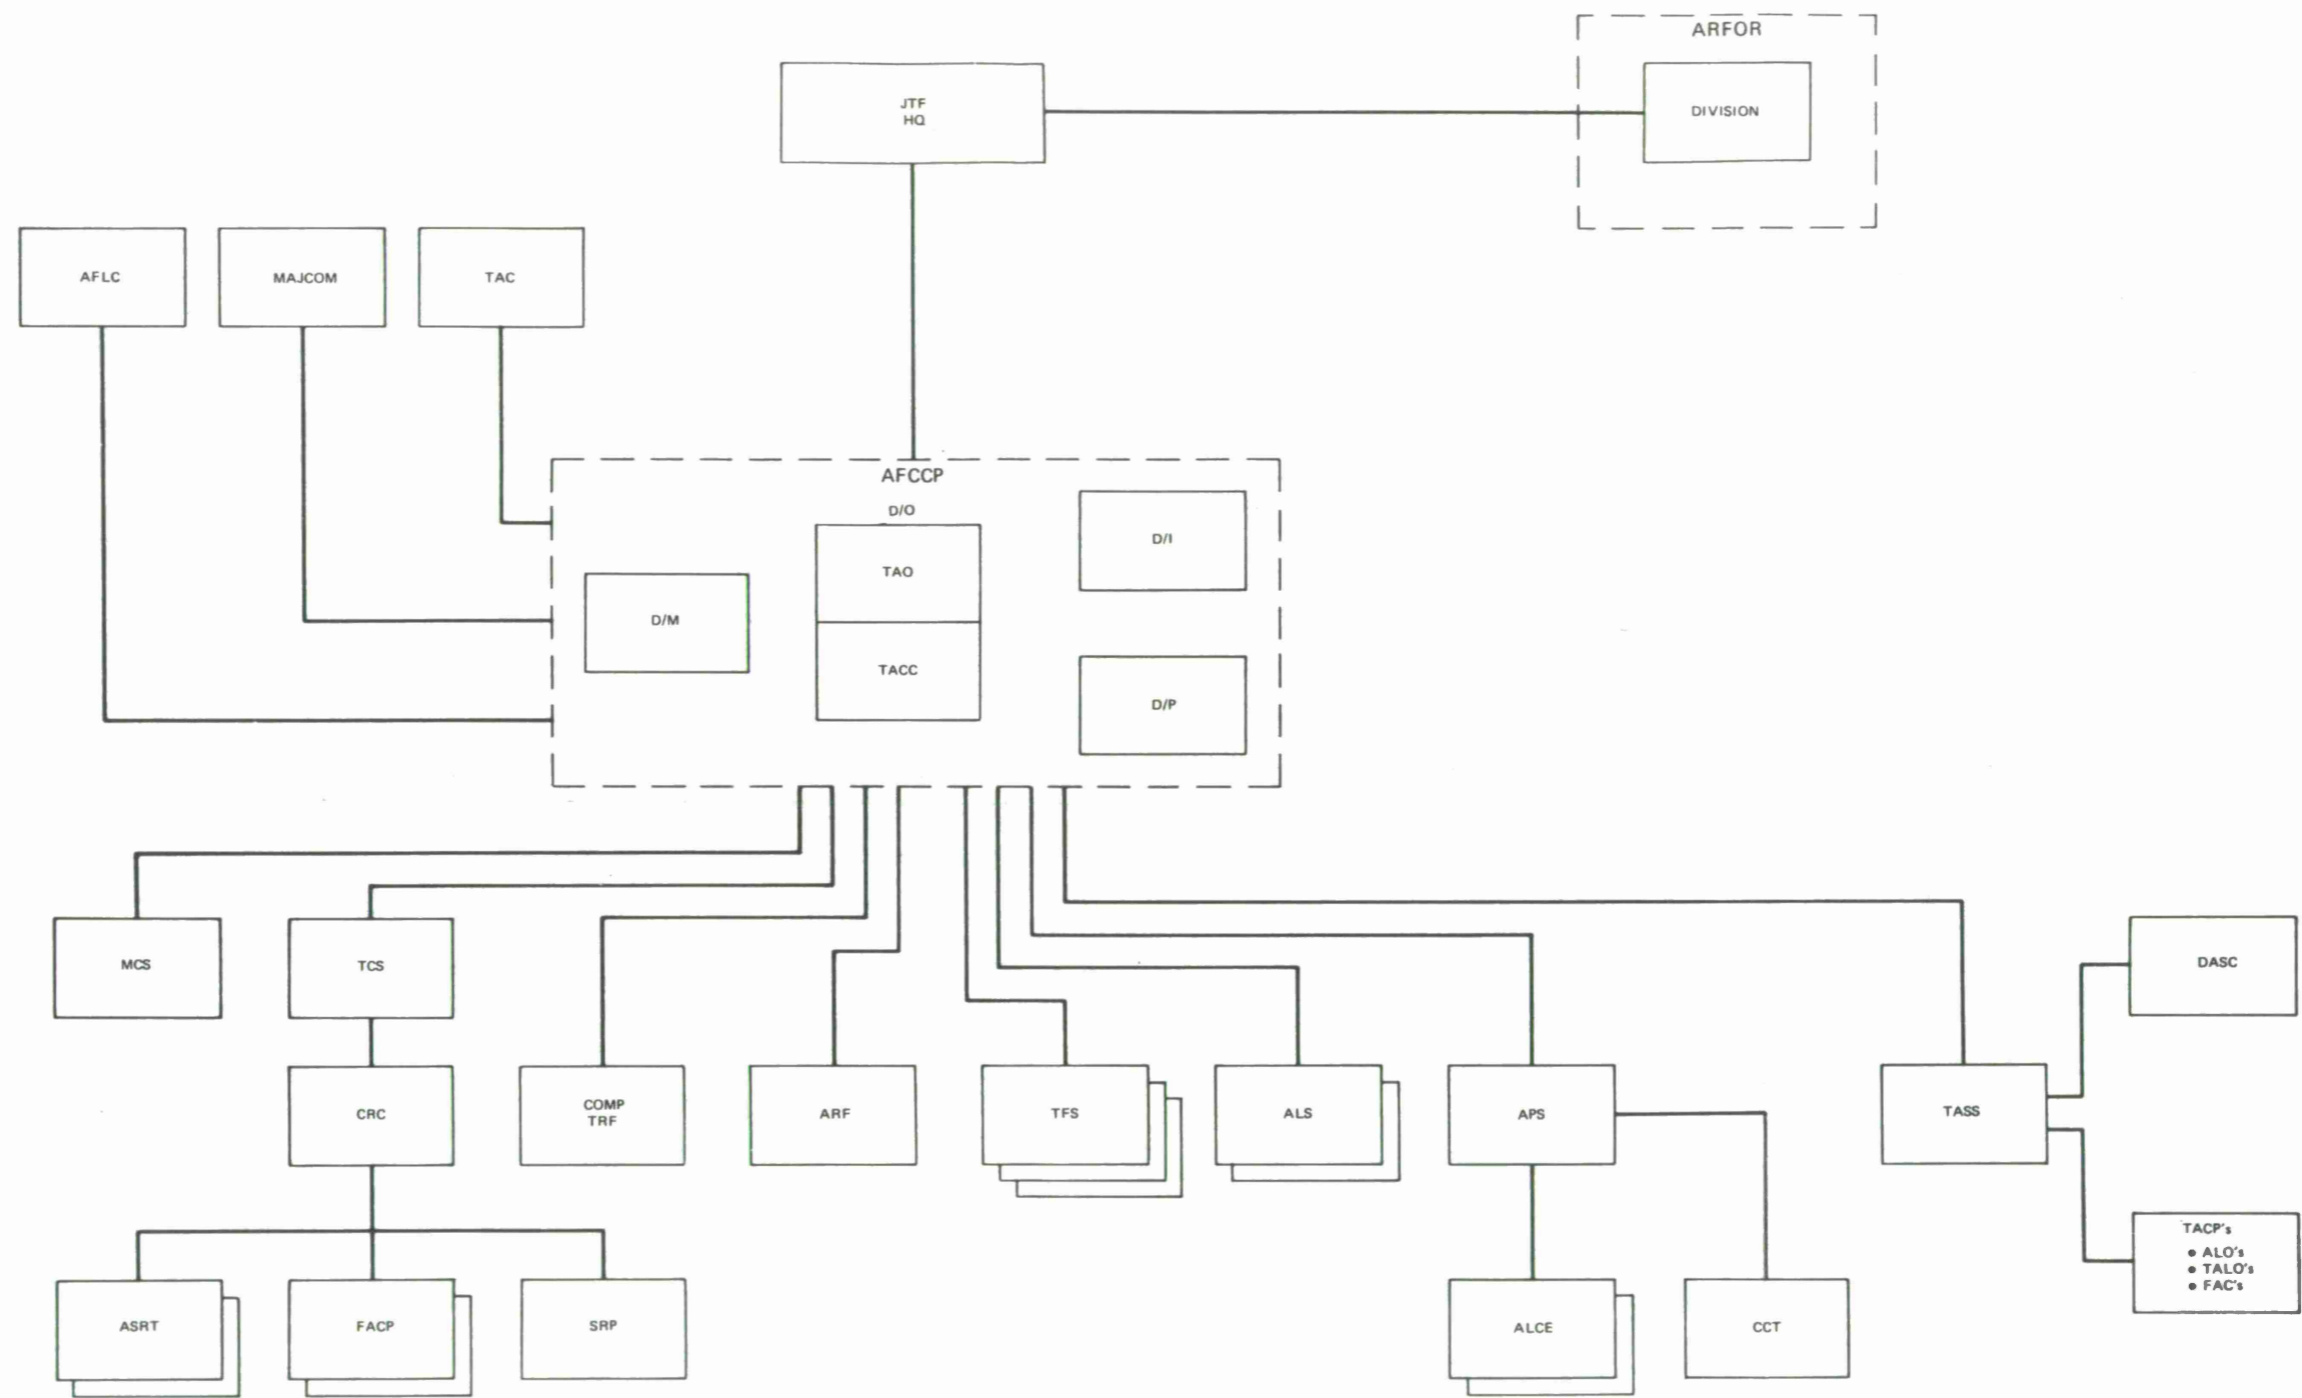 ARFOR
JTF
HQ
DIVISION
AFLC
MAJCOM
TAC
AFCCP
D/O
D/I
TAO
D/M
TACC
D/P
MCS
TCS
DASC
CRC
COMP
TRF
ARF
TFS
ALS
APS
TASS
TACP's
• ALO's
• TALO's
• FAC's
ASRT
FACP
SRP
ALCE
CCT